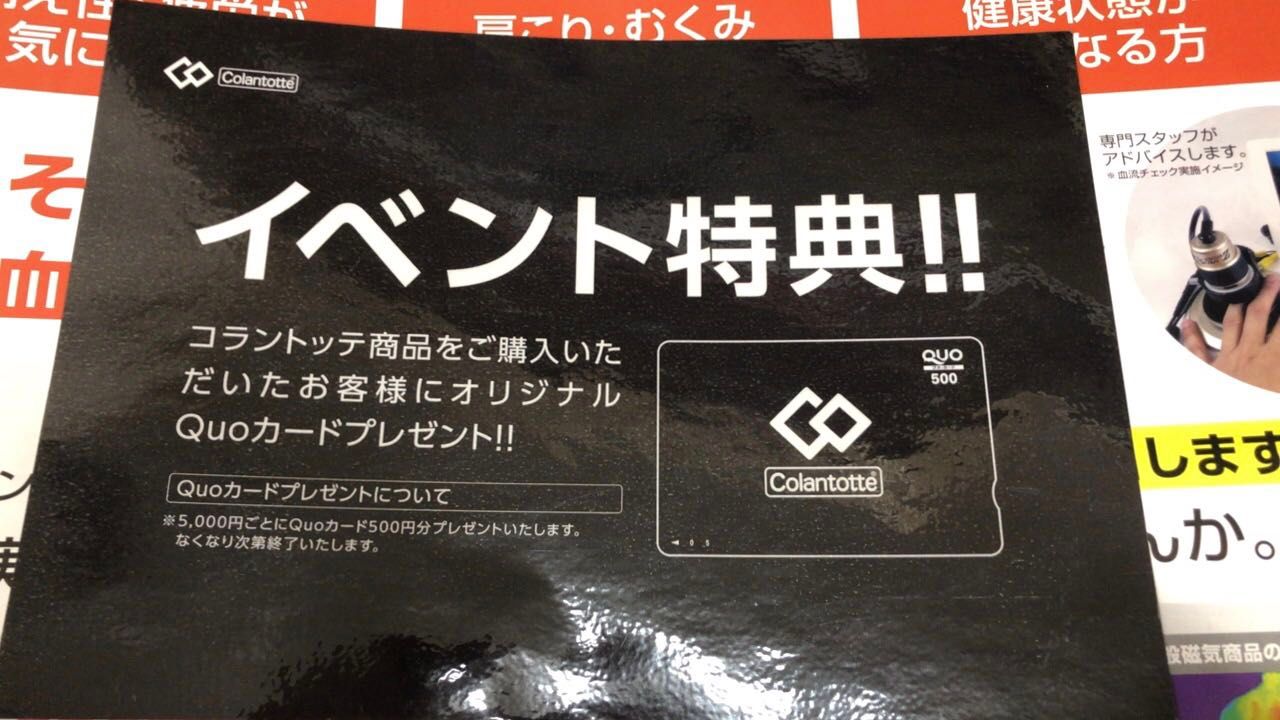 気に
肩こり・むくみ
健康状態が
なる方
Colantotte
専門スタッフが
アドバイスします。
※血流チェック実施イメージ
そ
血
イベント特典!!
コラントッテ商品をご購入いた
だいたお客様にオリジナル
Quoカードプレゼント!!
QUO
500
Colantotte
Quoカードプレゼントについて
※5,000円ごとにQuoカード500円分プレゼントいたします。
なくなり次第終了いたします。
します
んか。
般磁気商品の